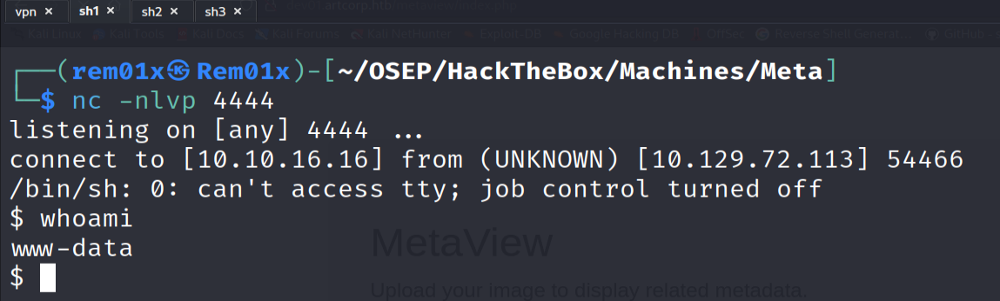 vpn × sh1 × sh2 × sh3 ×
artcorp.htb
Kali Linux Kali Tools Kali Docs Kali Forums Kali NetHunter Exploit-DB Google Hacking DB OffSec Reverse Shell Generat... GitHub -
┌──(rem01x㉿Rem01x)-[~/OSEP/HackTheBox/Machines/Meta]
└─$ nc -nlvp 4444
listening on [any] 4444 ...
connect to [10.10.16.16] from (UNKNOWN) [10.129.72.113] 54466
/bin/sh: 0: can't access tty; job control turned off
$ whoami
MetaView
www-data
$
Upload your image to display related metadata.